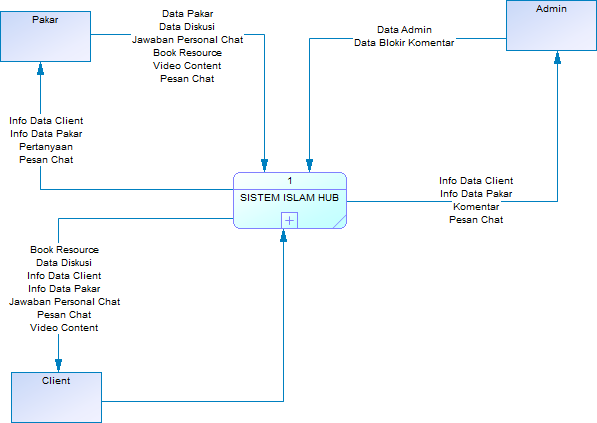 Pakar
Data Pakar
Data Diskusi
Jawaban Personal Chat
Book Resource
Video Content
Pesan Chat
Data Admin
Data Blokir Komentar
Admin
Info Data Client
Info Data Pakar
Pertanyaan
Pesan Chat
1
SISTEM ISLAM HUB
Info Data Client
Info Data Pakar
Komentar
Pesan Chat
Book Resource
Data Diskusi
Info Data Client
Info Data Pakar
Jawaban Personal Chat
Pesan Chat
Video Content
Client